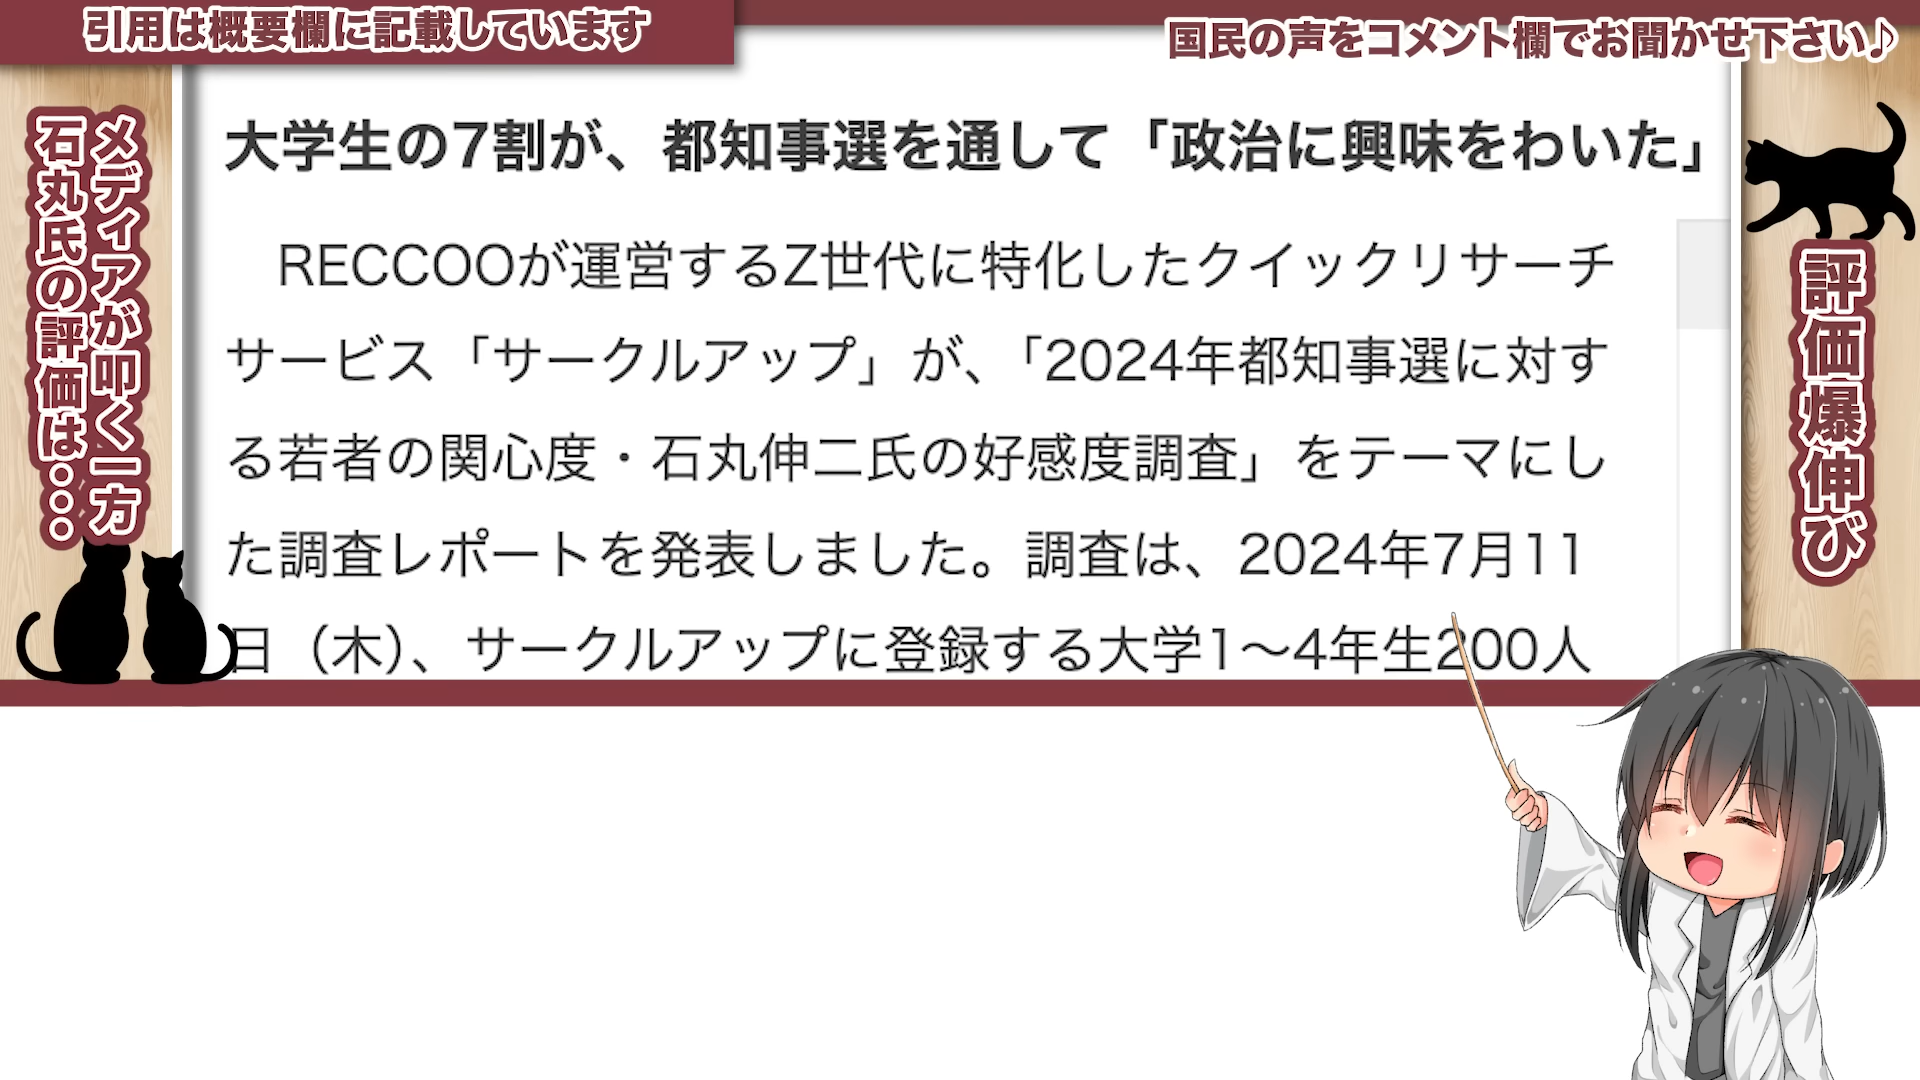 引用は概要欄に記載しています
国民の声をコメント欄でお聞かせ下さい♪
メディアが叩く一方
石丸氏の評価は・・・
大学生の7割が、都知事選を通して「政治に興味をわいた」
RECCOOが運営するZ世代に特化したクイックリサーチ
サービス「サークルアップ」が、「2024年都知事選に対す
る若者の関心度・石丸伸二氏の好感度調査」をテーマにし
た調査レポートを発表しました。調査は、2024年7月11
日（木）、サークルアップに登録する大学1〜4年生200人
評価爆伸び